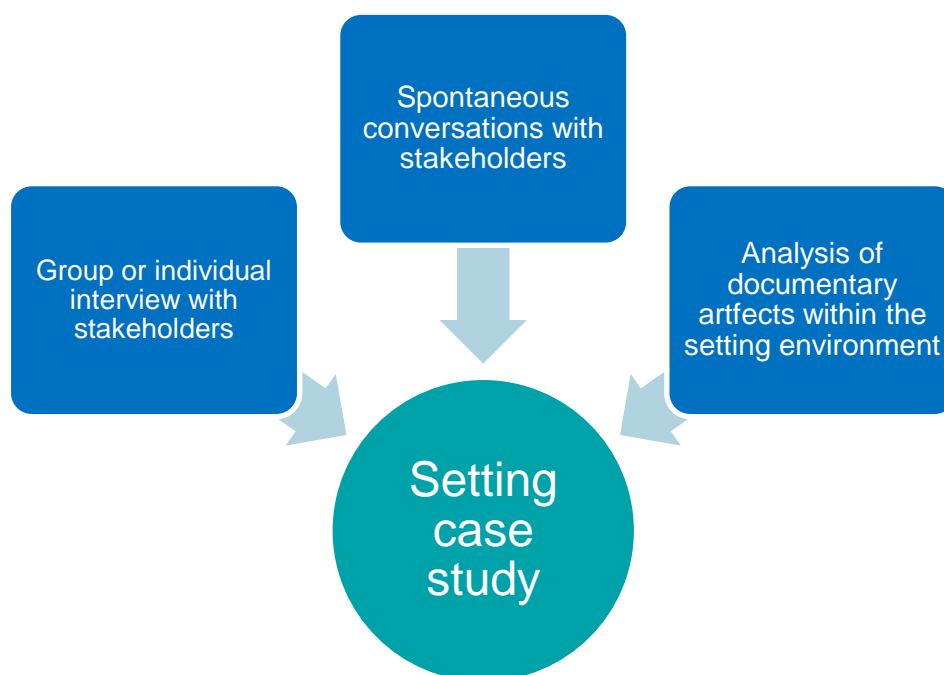 Spontaneous
conversations with
stakeholders
Group or individual
interview with
stakeholders
Analysis of
documentary
artfects within the
setting environment
Setting
case
study